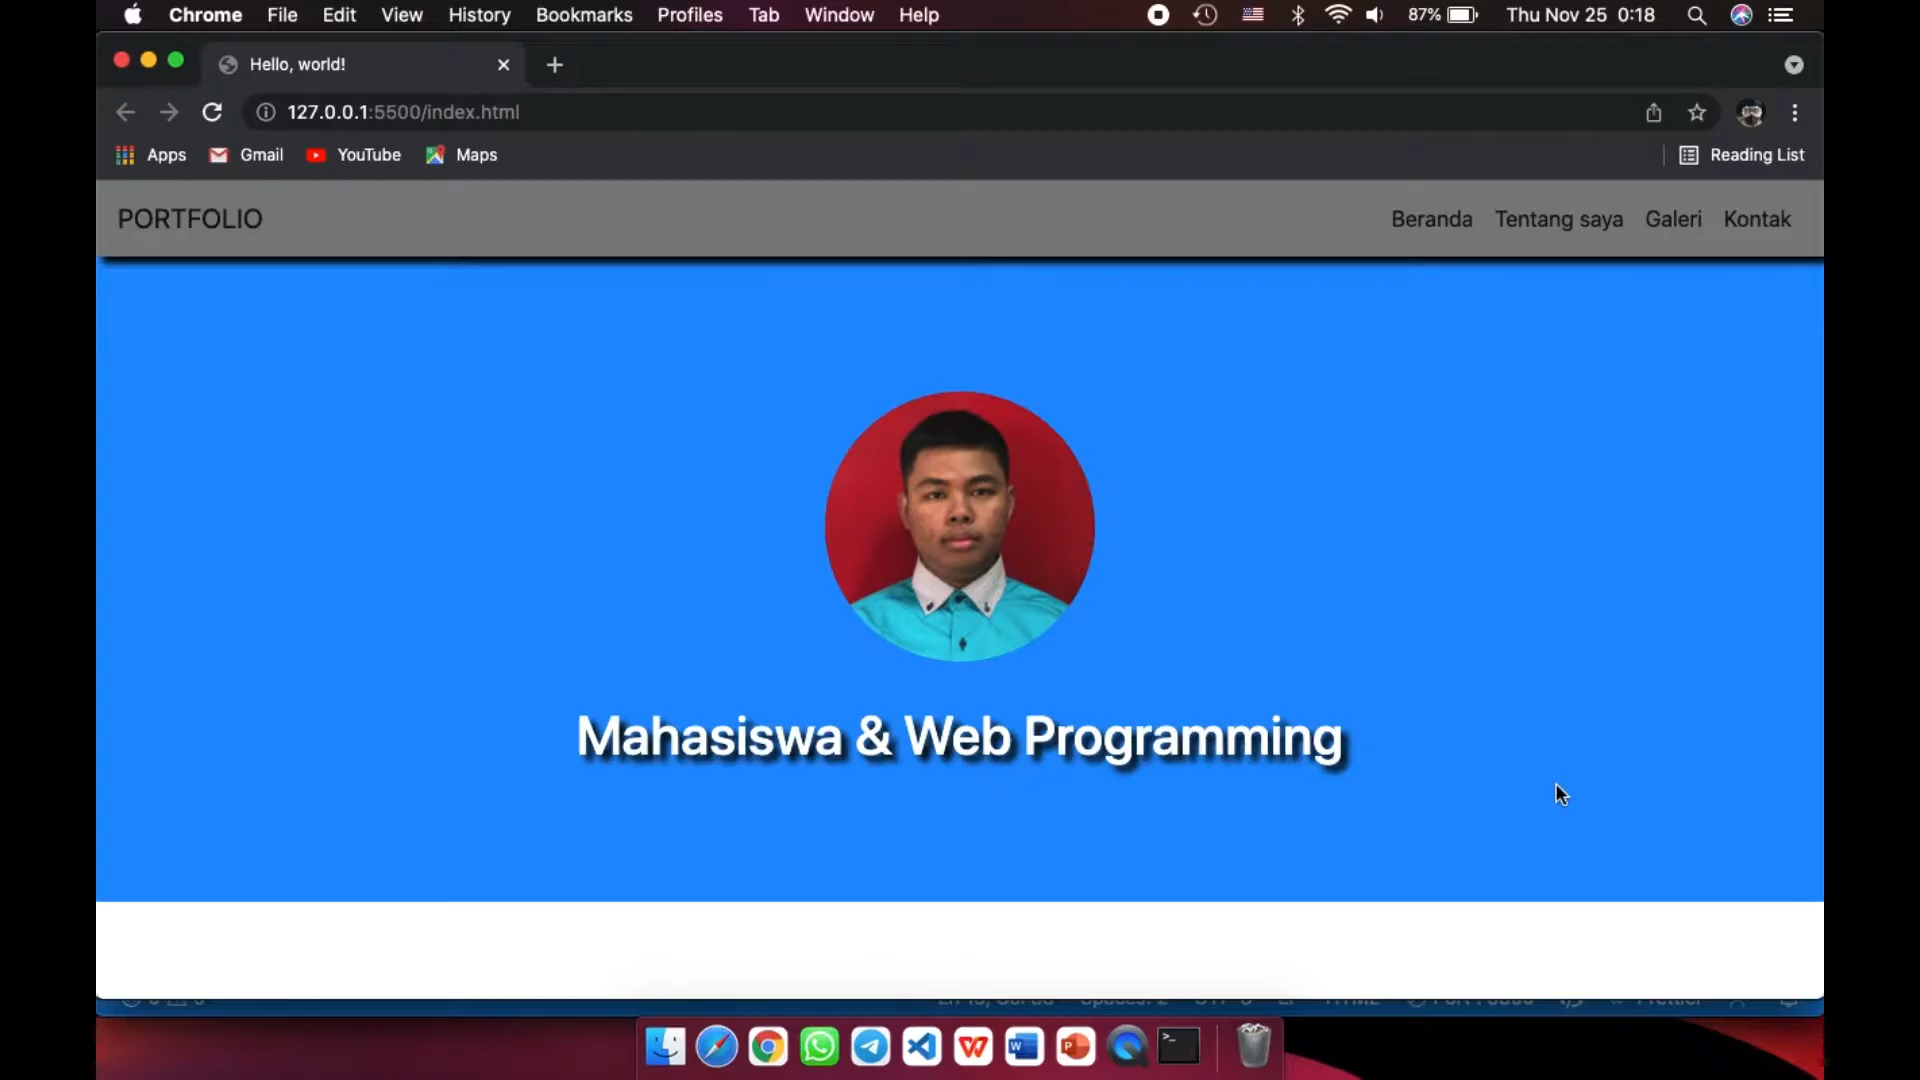 Chrome File Edit View History Bookmarks Profiles Tab Window Help 87% Thu Nov 25 0:18
Hello, world!
127.0.0.1:5500/index.html
Apps Gmail YouTube Maps Reading List
PORTFOLIO Beranda Tentang saya Galeri Kontak
Mahasiswa & Web Programming